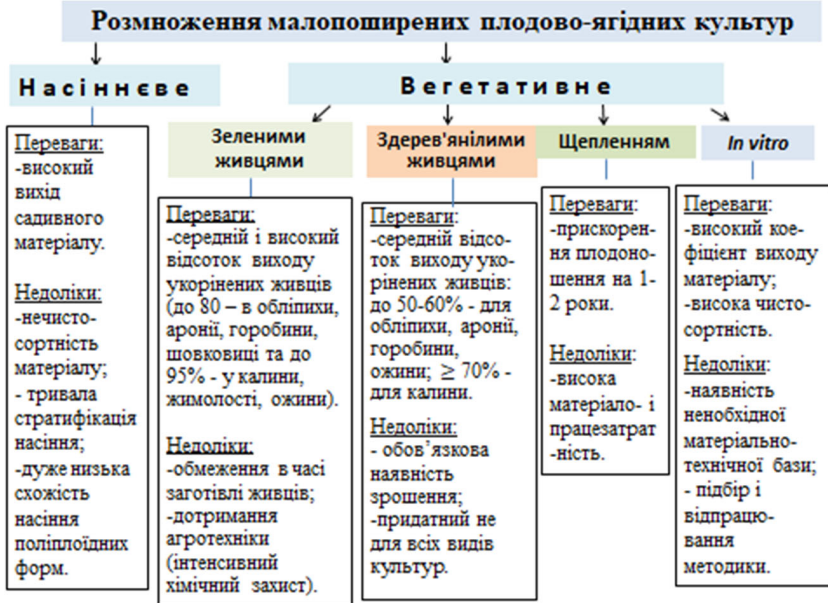 Розмноження малопоширених плодово-ягідних культур
Насіннєве
Вегетативне
Зеленими
живцями
Здерев'янілими
живцями
Щепленням
In vitro
Переваги:
-високий
вихід
садивного
матеріалу.
Недоліки:
-нечисто-
сортність
матеріалу;
- тривала
стратифікація
насіння;
-дуже низька
схожість
насіння
поліплоїдних
форм.
Переваги:
-середній і високий
відсоток виходу
укорінених живців
(до 80 – в обліпихи,
аронії, горобини,
шовковиці та до
95% - у калини,
жимолості, ожини).
Недоліки:
-обмеження в часі
заготівлі живців;
-дотримання
агротехніки
(інтенсивний
хімічний захист).
Переваги:
-середній відсо-
ток виходу уко-
рінених живців:
до 50-60% - для
обліпихи, аронії,
горобини,
ожини; ≥ 70% -
для калини.
Недоліки:
- обов’язкова
наявність
зрошення;
-придатний не
для всіх видів
культур.
Переваги:
-прискорен-
ня плодоно-
шення на 1-
2 роки.
Недоліки:
-висока
матеріало- і
працезатрат
-ність.
Переваги:
-високий кое-
фіцієнт виходу
матеріалу;
-висока чисто-
сортність.
Недоліки:
-наявність
ненобхідної
матеріально-
технічної бази;
- підбір і
відпрацю-
вання
методики.